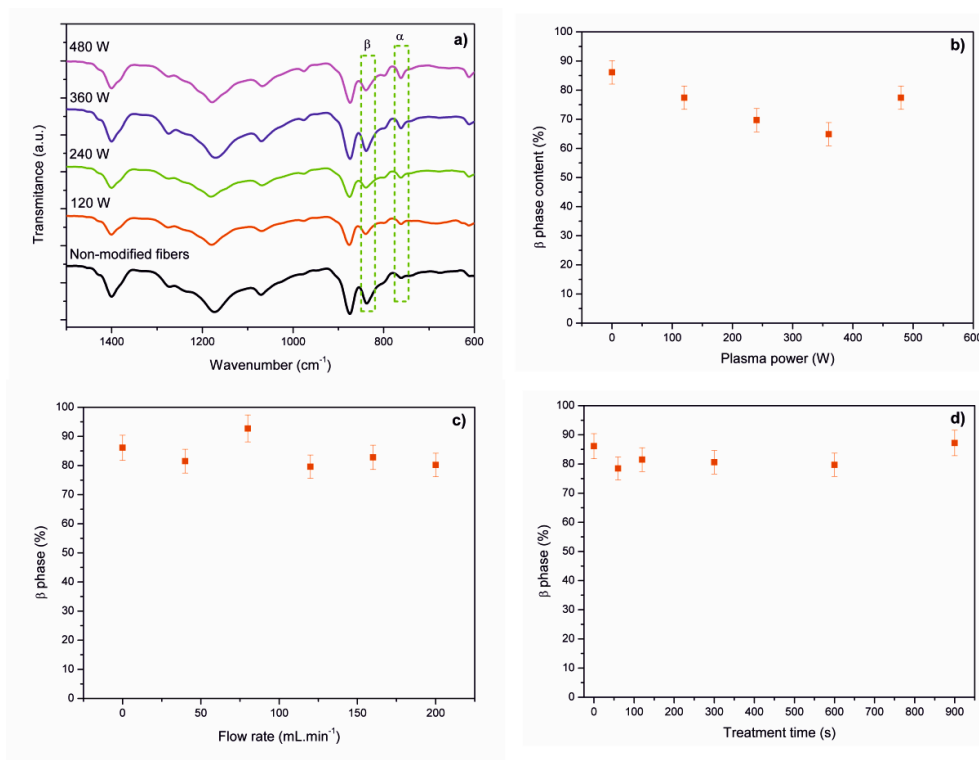 a)
β
α
480 W
360 W
240 W
120 W
Non-modified fibers
Transmitance (a.u.)
1400 1200 1000 800 600
Wavenumber (cm-1)
b)
β phase content (%)
100
90
80
70
60
50
40
30
20
10
0
0 100 200 300 400 500 600
Plasma power (W)
c)
β phase (%)
100
90
80
70
60
50
40
30
20
10
0
0 50 100 150 200
Flow rate (mL.min-1)
d)
β phase (%)
100
90
80
70
60
50
40
30
20
10
0
0 100 200 300 400 500 600 700 800 900
Treatment time (s)